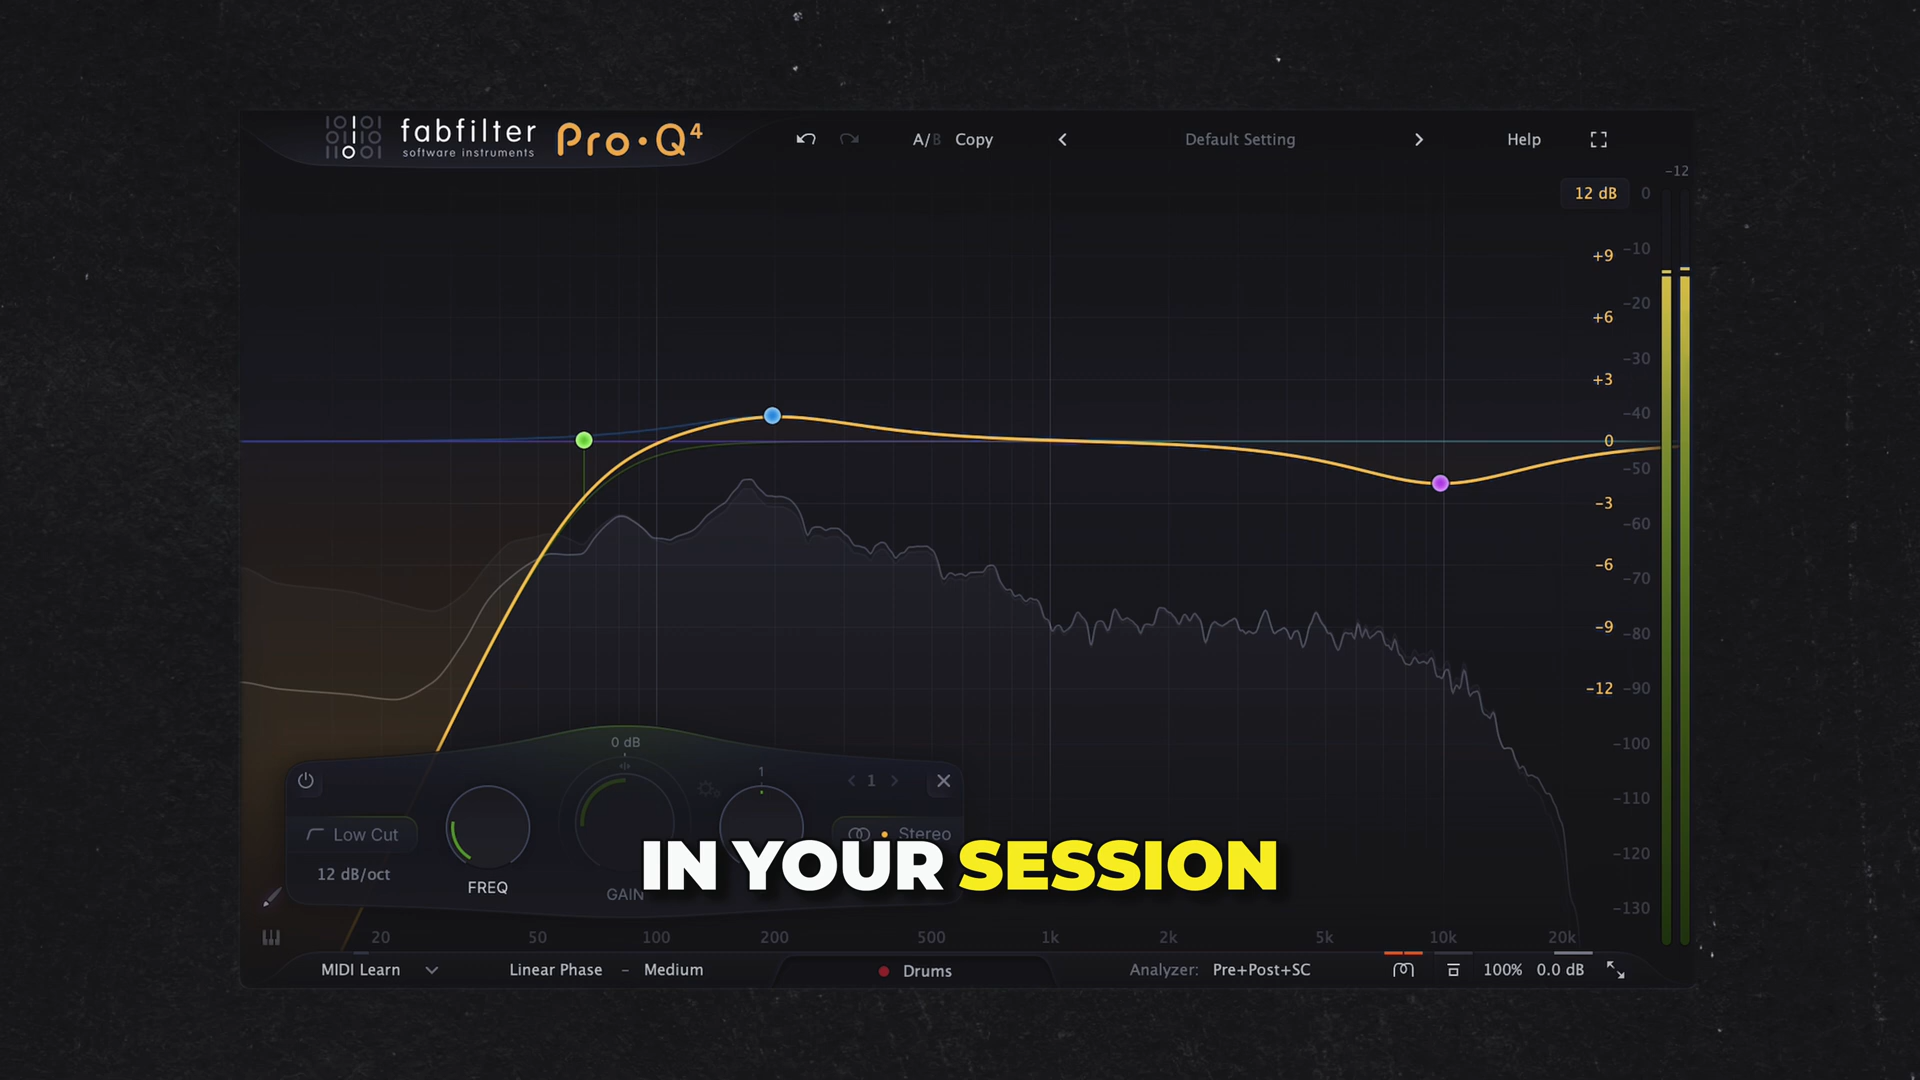 fabfilter
software instruments
Pro·Q4
A/B Copy
Default Setting
Help
-12
12 dB
0
+9
-10
+6
-20
+3
-30
0
-40
-3
-50
-6
-60
-9
-70
-12
-80
-90
-100
-110
-120
-130
0 dB
1
1
Low Cut
12 dB/oct
FREQ
GAIN
Stereo
IN YOUR SESSION
20 50 100 200 500 1k 2k 5k 10k 20k
MIDI Learn
Linear Phase - Medium
Drums
Analyzer: Pre+Post+SC
100%
0.0 dB